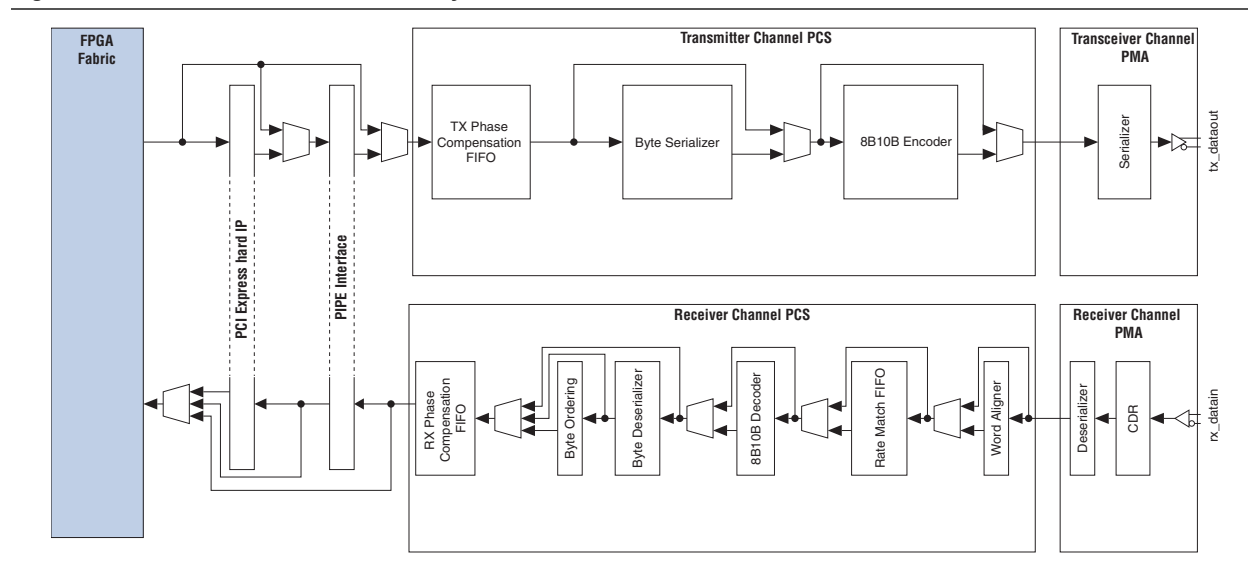 FPGA
Fabric
Transmitter Channel PCS
Transceiver Channel
PMA
TX Phase
Compensation
FIFO
Byte Serializer
8B10B Encoder
Serializer
tx_dataout
PCI Express hard IP
PIPE Interface
Receiver Channel PCS
Receiver Channel
PMA
RX Phase
Compensation
FIFO
Byte Ordering
Byte Deserializer
8B10B Decoder
Rate Match FIFO
Word Aligner
Deserializer
CDR
rx_datain